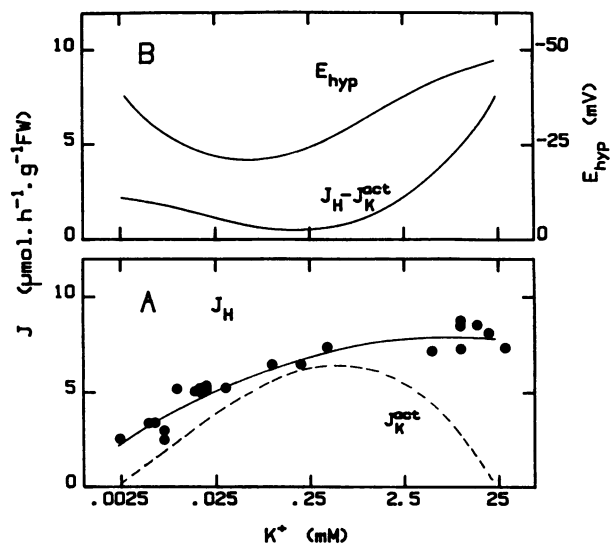 10
5
0
B
E_hyp
J_H-J_K^act
-50
-25
0
E_hyp (mV)
J (μmol.h⁻¹.g⁻¹FW)
10
5
0
A
J_H
J_K^act
.0025 .025 .25 2.5 25
K⁺ (mM)